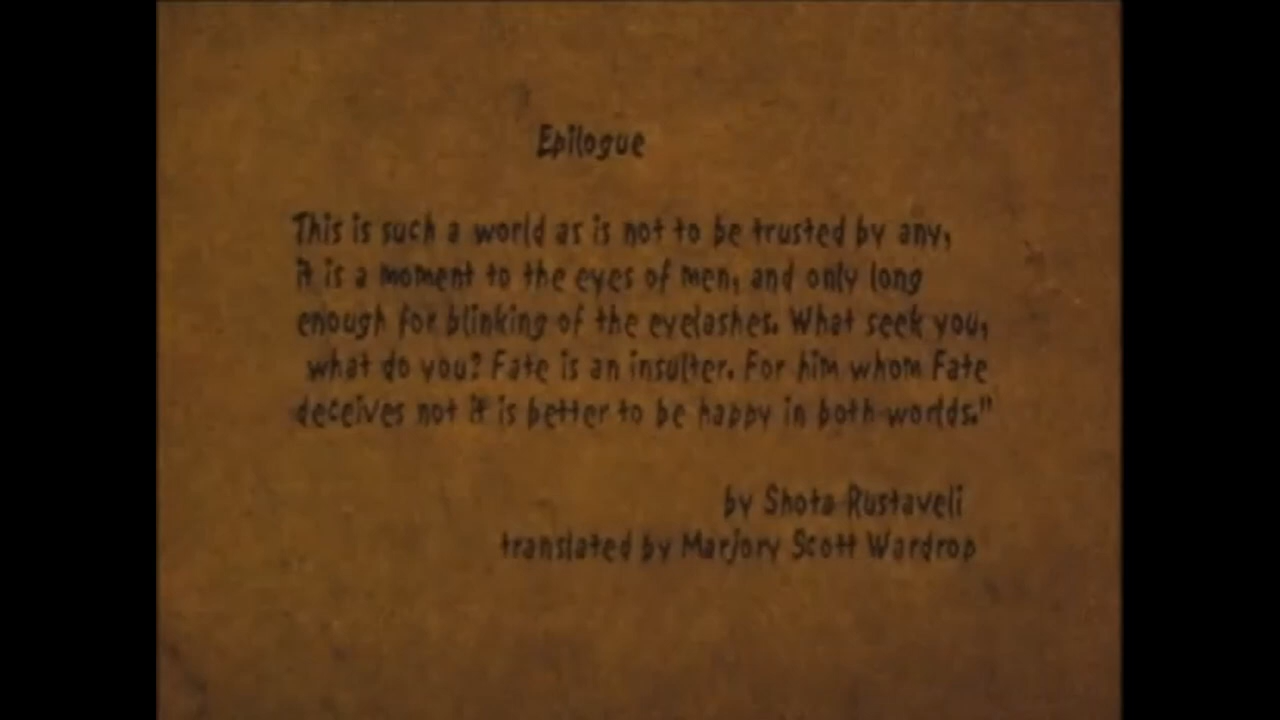 Epilogue
This is such a world as is not to be trusted by any,
it is a moment to the eyes of men, and only long
enough for blinking of the eyelashes. What seek you,
what do you? Fate is an insulter. For him whom Fate
deceives not it is better to be happy in both worlds."
by Shota Rustaveli
translated by Marjory Scott Wardrop